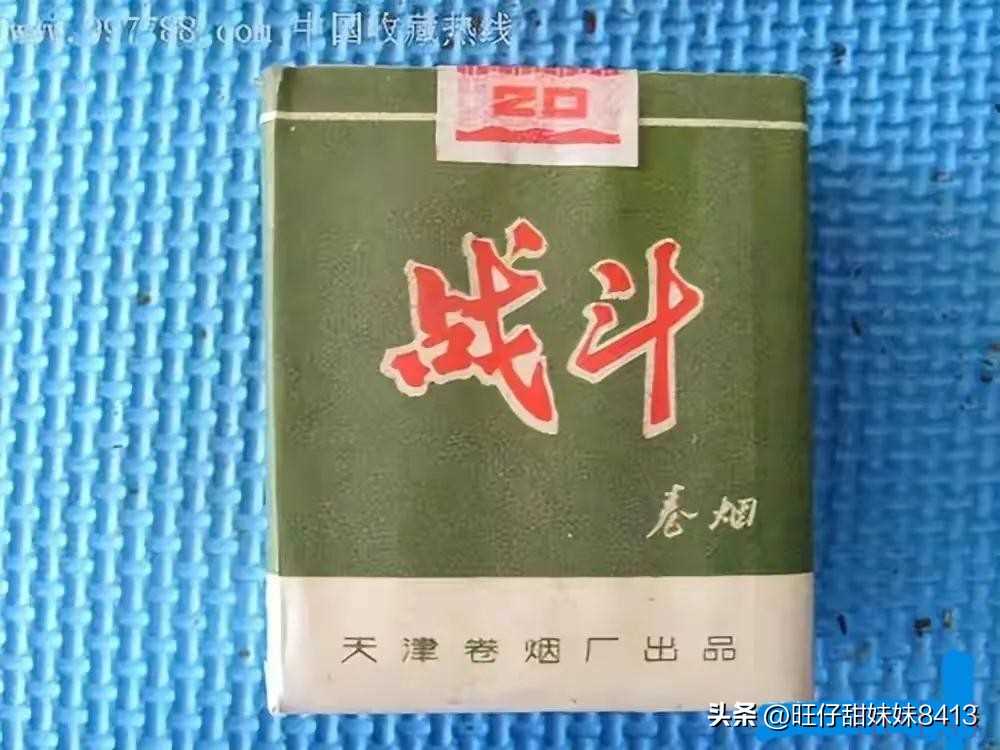 www.997788.com 中国收藏热线
20
战斗
卷烟
天津卷烟厂出品
头条 @旺仔甜妹妹8413